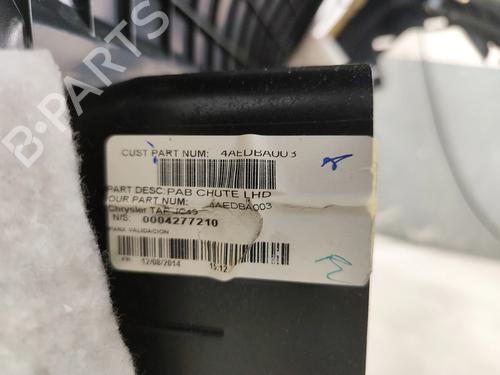 B-PARTS
CUST PART NUM: 4AEDBA003
PART DESC: PAB CHUTE LHD
OUR PART NUM: 4AEDBA003
Chrysler JC49
N/S: 0004277210
PARA VALIDACION
12/08/2014 15:12